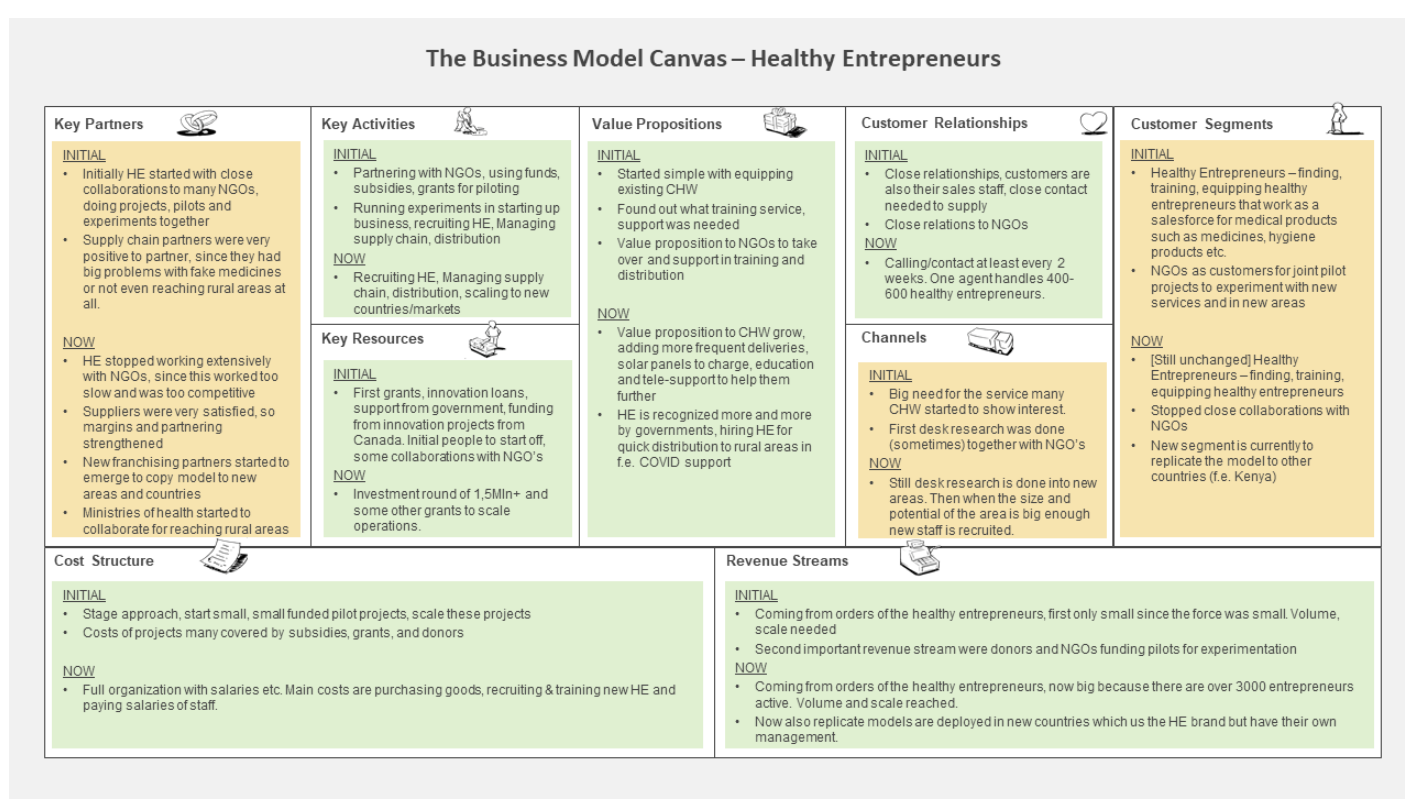 The Business Model Canvas – Healthy Entrepreneurs
Key Partners
INITIAL
• Initially HE started with close
collaborations to many NGOs,
doing projects, pilots and
experiments together
• Supply chain partners were very
positive to partner, since they had
big problems with fake medicines
or not even reaching rural areas at
all.
NOW
• HE stopped working extensively
with NGOs, since this worked too
slow and was too competitive
• Suppliers were very satisfied, so
margins and partnering
strengthened
• New franchising partners started to
emerge to copy model to new
areas and countries
• Ministries of health started to
collaborate for reaching rural areas
Key Activities
INITIAL
• Partnering with NGOs, using funds,
subsidies, grants for piloting
• Running experiments in starting up
business, recruiting HE, Managing
supply chain, distribution
NOW
• Recruiting HE, Managing supply
chain, distribution, scaling to new
countries/markets
Key Resources
INITIAL
• First grants, innovation loans,
support from government, funding
from innovation projects from
Canada. Initial people to start off,
some collaborations with NGO's
NOW
• Investment round of 1,5Mln+ and
some other grants to scale
operations.
Value Propositions
INITIAL
• Started simple with equipping
existing CHW
• Found out what training service,
support was needed
• Value proposition to NGOs to take
over and support in training and
distribution
NOW
• Value proposition to CHW grow,
adding more frequent deliveries,
solar panels to charge, education
and tele-support to help them
further
• HE is recognized more and more
by governments, hiring HE for
quick distribution to rural areas in
f.e. COVID support
Customer Relationships
INITIAL
• Close relationships, customers are
also their sales staff, close contact
needed to supply
• Close relations to NGOs
NOW
• Calling/contact at least every 2
weeks. One agent handles 400-
600 healthy entrepreneurs.
Channels
INITIAL
• Big need for the service many
CHW started to show interest.
• First desk research was done
(sometimes) together with NGO's
NOW
• Still desk research is done into new
areas. Then when the size and
potential of the area is big enough
new staff is recruited.
Customer Segments
INITIAL
• Healthy Entrepreneurs – finding,
training, equipping healthy
entrepreneurs that work as a
salesforce for medical products
such as medicines, hygiene
products etc.
• NGOs as customers for joint pilot
projects to experiment with new
services and in new areas
NOW
• [Still unchanged] Healthy
Entrepreneurs – finding, training,
equipping healthy entrepreneurs
• Stopped close collaborations with
NGOs
• New segment is currently to
replicate the model to other
countries (f.e. Kenya)
Cost Structure
INITIAL
• Stage approach, start small, small funded pilot projects, scale these projects
• Costs of projects many covered by subsidies, grants, and donors
NOW
• Full organization with salaries etc. Main costs are purchasing goods, recruiting & training new HE and
paying salaries of staff.
Revenue Streams
INITIAL
• Coming from orders of the healthy entrepreneurs, first only small since the force was small. Volume,
scale needed
• Second important revenue stream were donors and NGOs funding pilots for experimentation
NOW
• Coming from orders of the healthy entrepreneurs, now big because there are over 3000 entrepreneurs
active. Volume and scale reached.
• Now also replicate models are deployed in new countries which us the HE brand but have their own
management.